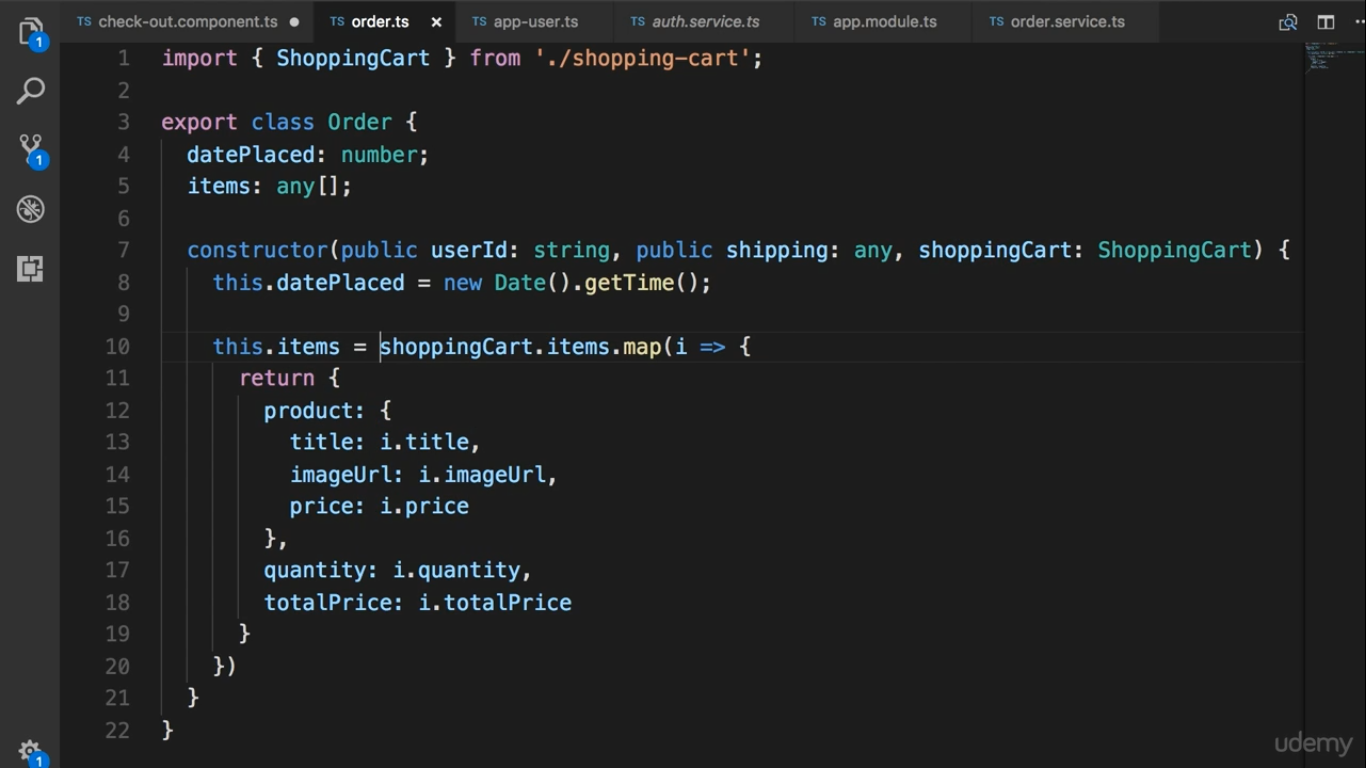 TS check-out.component.ts ● TS order.ts × TS app-user.ts TS auth.service.ts TS app.module.ts TS order.service.ts
1
1
1
1 import { ShoppingCart } from './shopping-cart';
2
3 export class Order {
4   datePlaced: number;
5   items: any[];
6
7   constructor(public userId: string, public shipping: any, shoppingCart: ShoppingCart) {
8     this.datePlaced = new Date().getTime();
9
10     this.items = shoppingCart.items.map(i => {
11       return {
12         product: {
13           title: i.title,
14           imageUrl: i.imageUrl,
15           price: i.price
16         },
17         quantity: i.quantity,
18         totalPrice: i.totalPrice
19       }
20     })
21   }
22 }
udemy